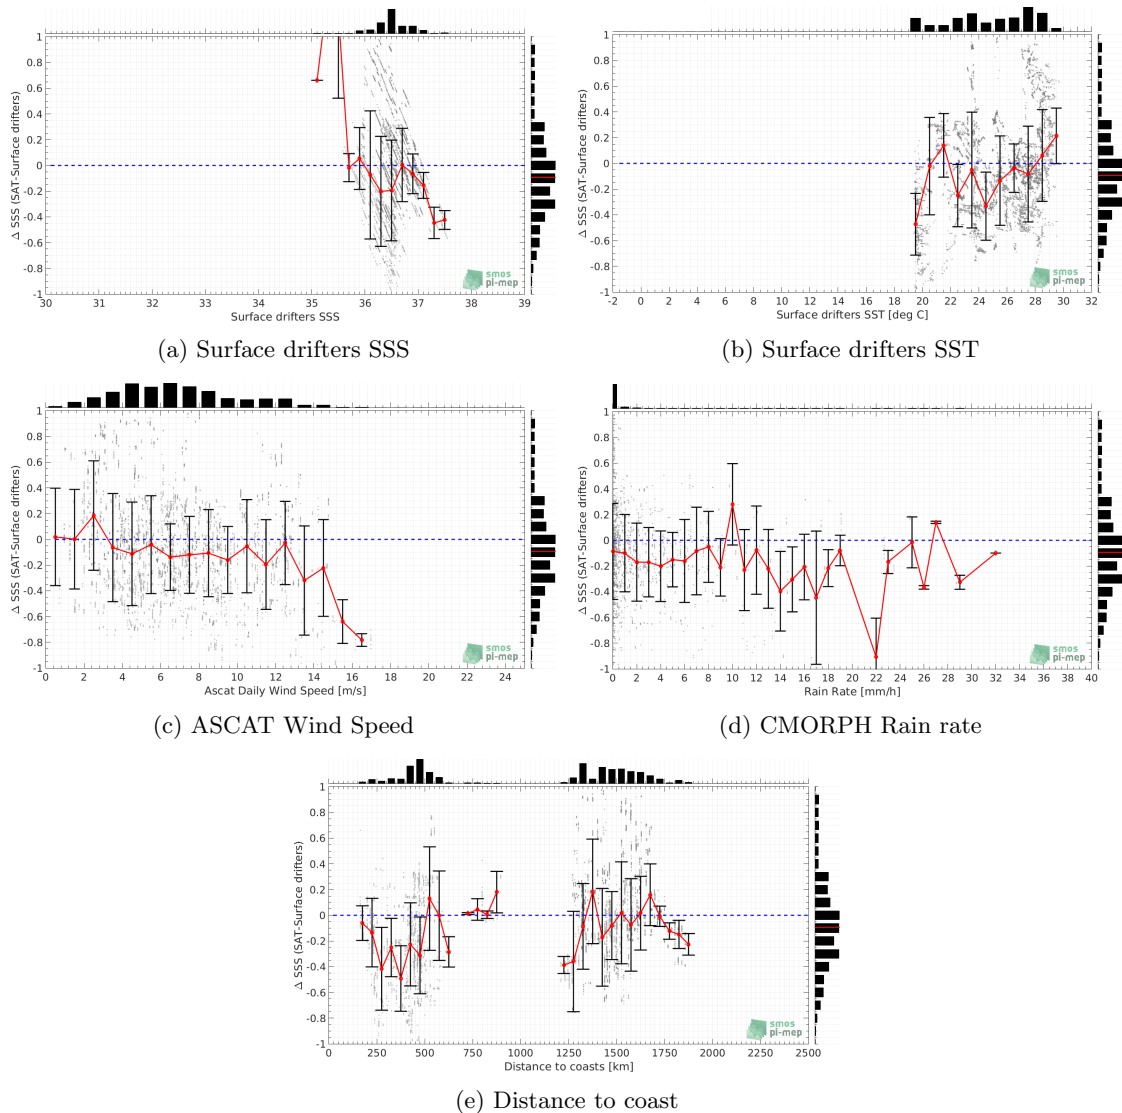 1
0.8
0.6
0.4
0.2
0
-0.2
-0.4
-0.6
-0.8
-1
Δ SSS (SAT-Surface drifters)
30 31 32 33 34 35 36 37 38 39
Surface drifters SSS
smos
pi-mep
(a) Surface drifters SSS
1
0.8
0.6
0.4
0.2
0
-0.2
-0.4
-0.6
-0.8
-1
Δ SSS (SAT-Surface drifters)
-2 0 2 4 6 8 10 12 14 16 18 20 22 24 26 28 30 32
Surface drifters SST [deg C]
smos
pi-mep
(b) Surface drifters SST
1
0.8
0.6
0.4
0.2
0
-0.2
-0.4
-0.6
-0.8
-1
Δ SSS (SAT-Surface drifters)
0 2 4 6 8 10 12 14 16 18 20 22 24
Ascat Daily Wind Speed [m/s]
smos
pi-mep
(c) ASCAT Wind Speed
1
0.8
0.6
0.4
0.2
0
-0.2
-0.4
-0.6
-0.8
-1
Δ SSS (SAT-Surface drifters)
0 2 4 6 8 10 12 14 16 18 20 22 24 26 28 30 32 34 36 38 40
Rain Rate [mm/h]
smos
pi-mep
(d) CMORPH Rain rate
1
0.8
0.6
0.4
0.2
0
-0.2
-0.4
-0.6
-0.8
-1
Δ SSS (SAT-Surface drifters)
0 250 500 750 1000 1250 1500 1750 2000 2250 2500
Distance to coasts [km]
smos
pi-mep
(e) Distance to coast